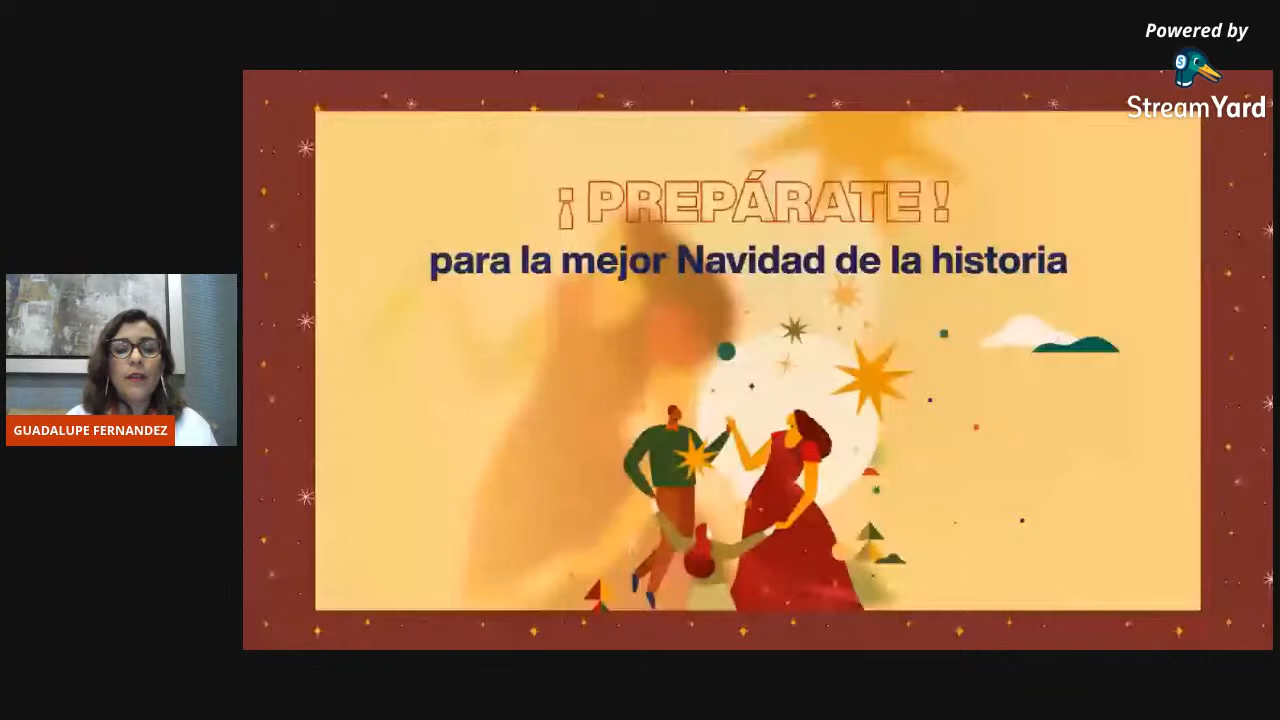 Powered by
StreamYard
¡PREPÁRATE!
para la mejor Navidad de la historia
GUADALUPE FERNANDEZ